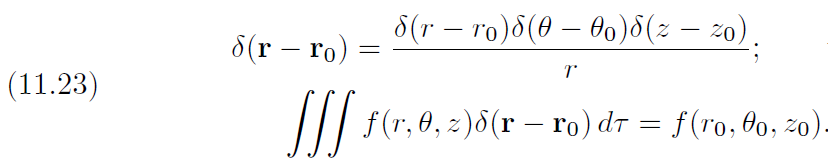 δ(r − r₀) = δ(r − r₀)δ(θ − θ₀)δ(z − z₀) / r ;
(11.23)
∭ f(r, θ, z)δ(r − r₀) dτ = f(r₀, θ₀, z₀).